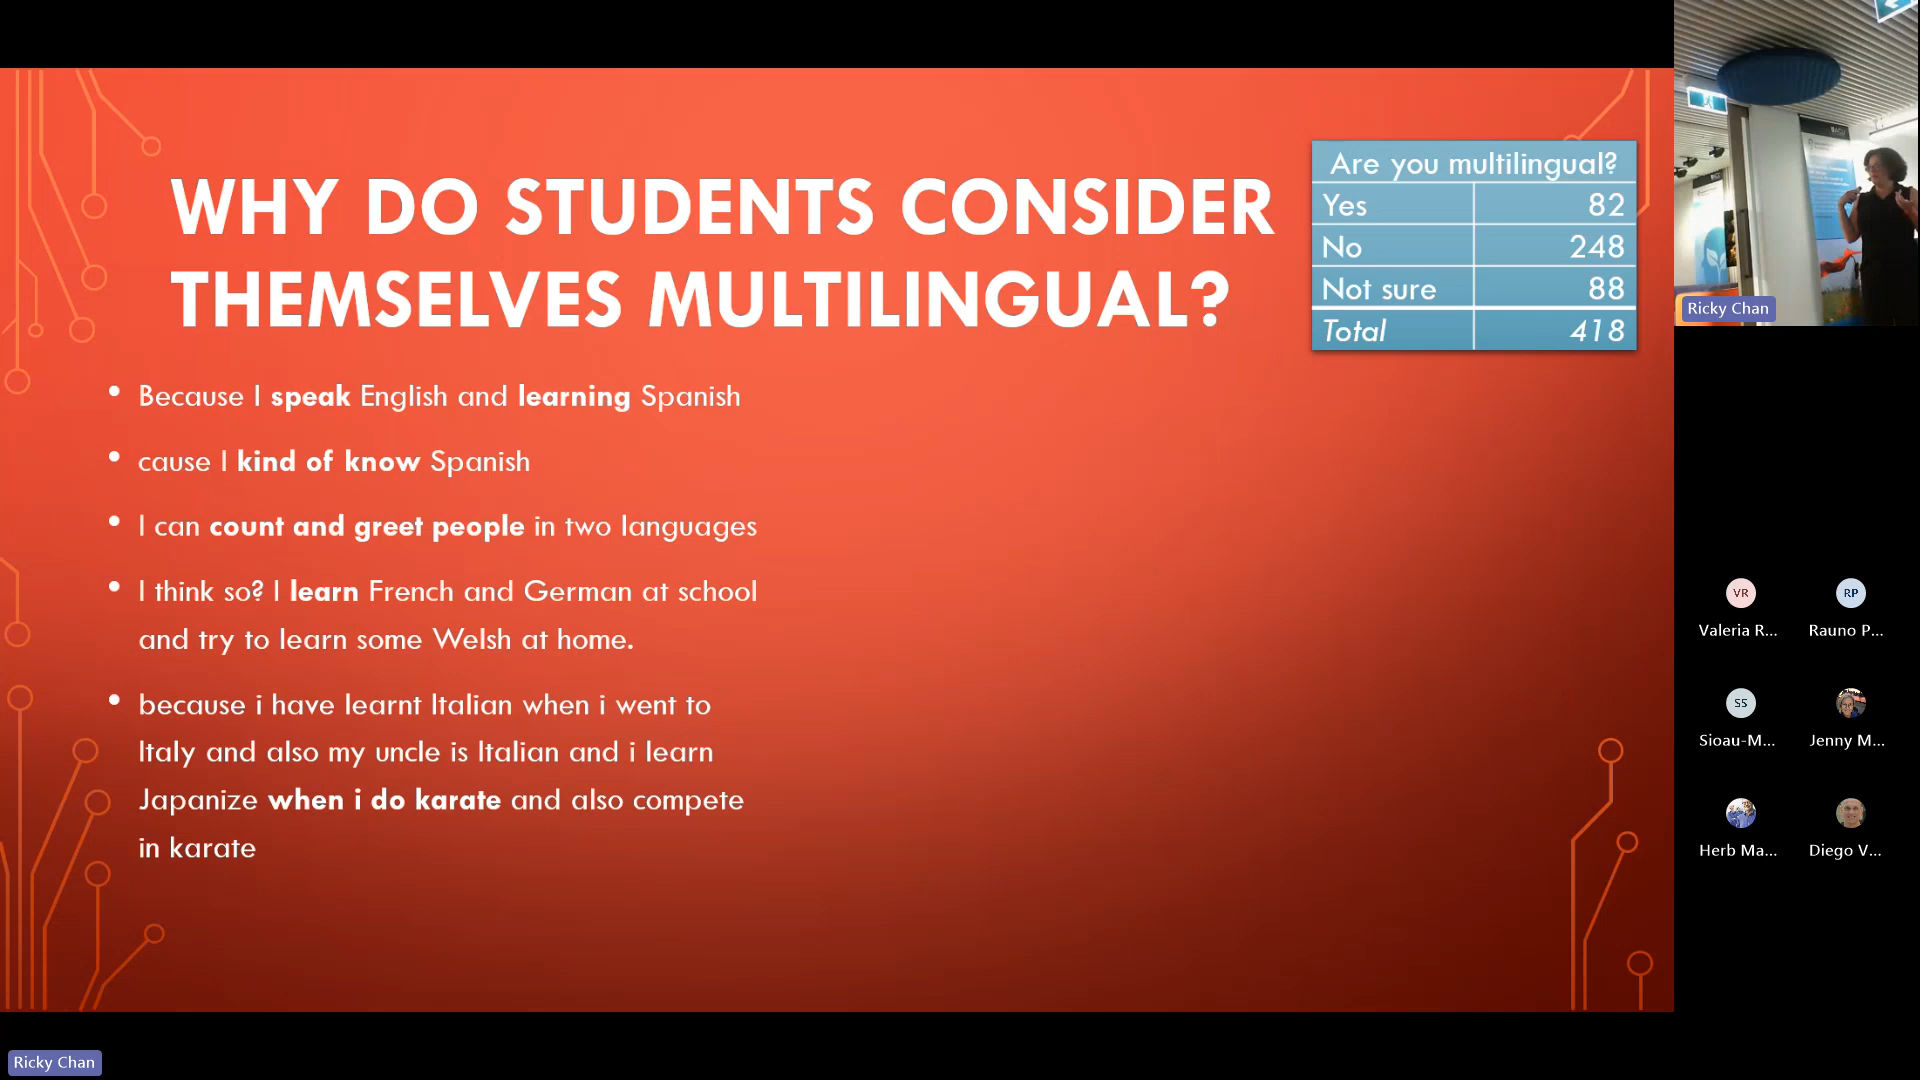 WHY DO STUDENTS CONSIDER
THEMSELVES MULTILINGUAL?
Are you multilingual?
Yes 82
No 248
Not sure 88
Total 418
• Because I speak English and learning Spanish
• cause I kind of know Spanish
• I can count and greet people in two languages
• I think so? I learn French and German at school
and try to learn some Welsh at home.
• because i have learnt Italian when i went to
Italy and also my uncle is Italian and i learn
Japanize when i do karate and also compete
in karate
Ricky Chan
VR
RP
Valeria R...
Rauno P...
SS
Sioau-M...
Jenny M...
Herb Ma...
Diego V...
Ricky Chan